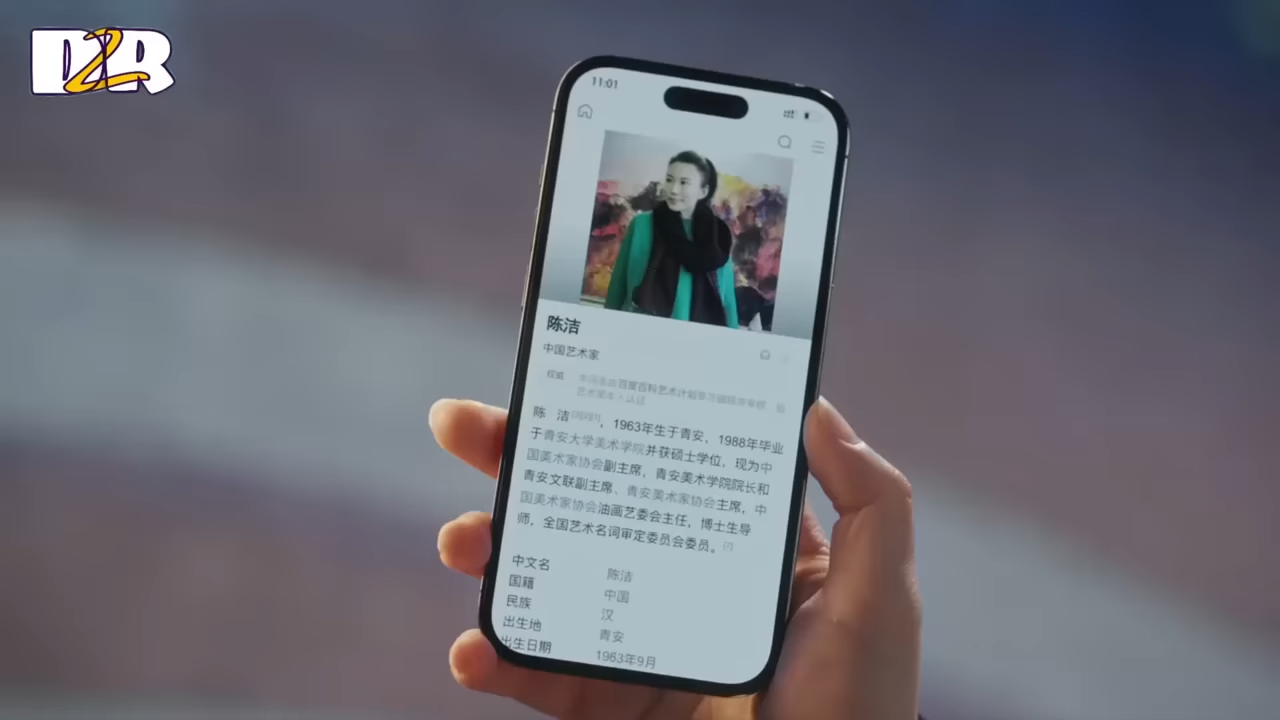 D2R
11:01
陈洁
中国艺术家
权威
陈 洁，1963年生于青安，1988年毕业
于青安大学美术学院并获硕士学位，现为中
国美术家协会副主席，青安美术学院院长和
青安文联副主席、青安美术家协会主席，中
国美术家协会油画艺委会主任，博士生导
师，全国艺术名词审定委员会委员。
中文名 陈洁
国籍 中国
民族 汉
出生地 青安
出生日期 1963年9月